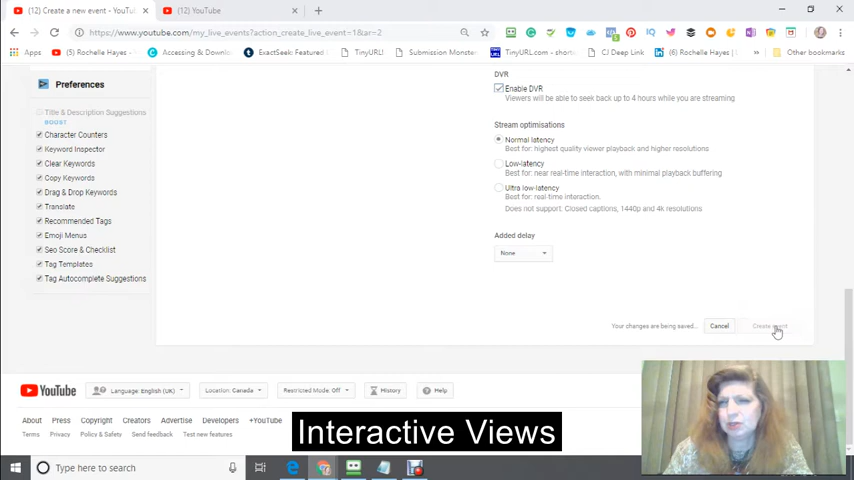 (12) Create a new event - YouTu
(12) YouTube
https://www.youtube.com/my_live_events?action_create_live_event=1&ar=2
Apps
(5) Rochelle Hayes - Y
Accessing & Downlo
ExactSeek: Featured
TinyURL!
Submission Monster
TinyURL.com - shorte
CJ Deep Link
(6) Rochelle Hayes |
Other bookmarks
Preferences
Title & Description Suggestions
BOOST
Character Counters
Keyword Inspector
Clear Keywords
Copy Keywords
Drag & Drop Keywords
Translate
Recommended Tags
Emoji Menus
Seo Score & Checklist
Tag Templates
Tag Autocomplete Suggestions
DVR
Enable DVR
Viewers will be able to seek back up to 4 hours while you are streaming
Stream optimisations
Normal latency
Best for: highest quality viewer playback and higher resolutions
Low-latency
Best for: near real-time interaction, with minimal playback buffering
Ultra low-latency
Best for: real-time interaction.
Does not support: Closed captions, 1440p and 4k resolutions
Added delay
None
Your changes are being saved...
Cancel
Create event
YouTube
Language: English (UK)
Location: Canada
Restricted Mode: Off
History
Help
About Press Copyright Creators Advertise Developers +YouTube
Terms Privacy Policy & Safety Send feedback Test new features
Interactive Views
Type here to search